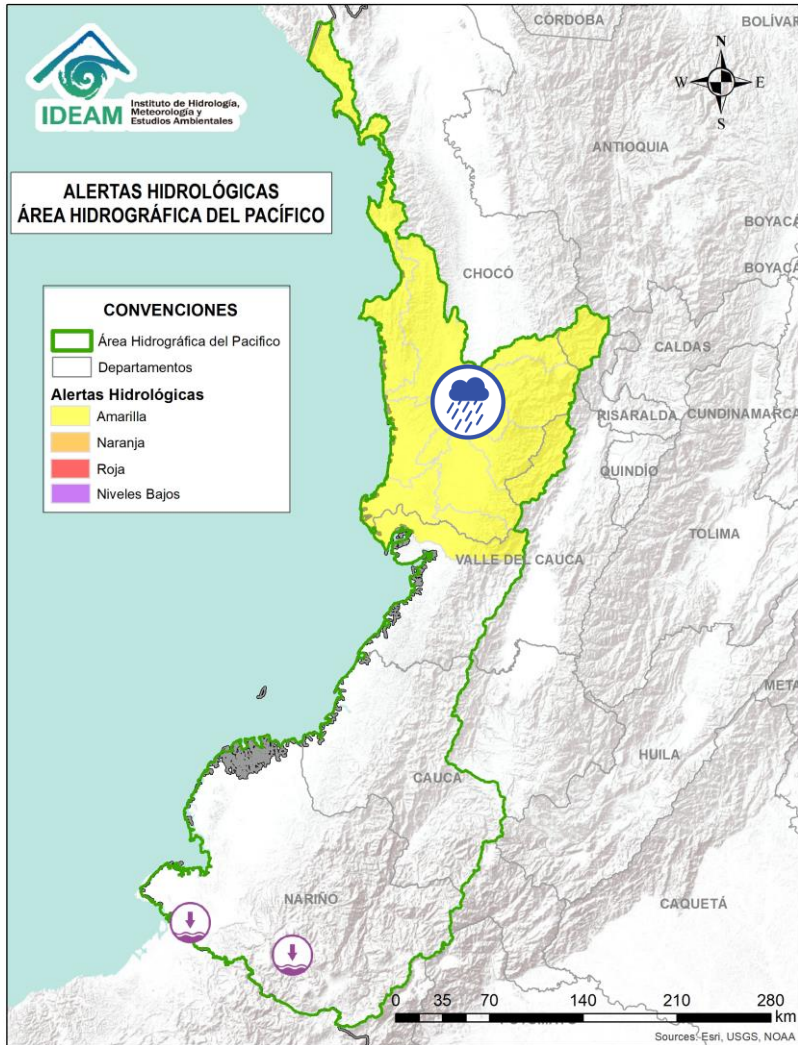 CÓRDOBA
BOLÍVAR
IDEAM
Instituto de Hidrología,
Meteorología y
Estudios Ambientales
N
W E
S
ANTIOQUIA
ALERTAS HIDROLÓGICAS
ÁREA HIDROGRÁFICA DEL PACÍFICO
BOYACÁ
BOYACÁ
CHOCÓ
CONVENCIONES
Área Hidrográfica del Pacifico
Departamentos
Alertas Hidrológicas
Amarilla
Naranja
Roja
Niveles Bajos
CALDAS
RISARALDA
CUNDINAMARCA
QUINDÍO
TOLIMA
VALLE DEL CAUCA
META
HUILA
CAUCA
NARIÑO
CAQUETÁ
0 35 70 140 210 280
km
Sources: Esri, USGS, NOAA